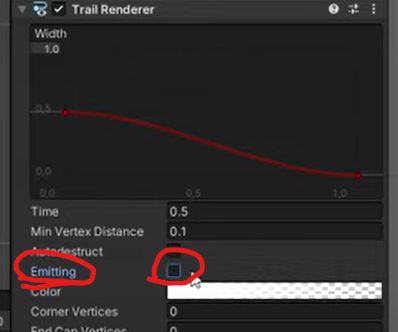 Trail Renderer
Width
1.0
0,5
0,0
0,0 0,5 1,0
Time 0.5
Min Vertex Distance 0.1
Autodestruct
Emitting
Color
Corner Vertices 0
End Cap Vertices 0